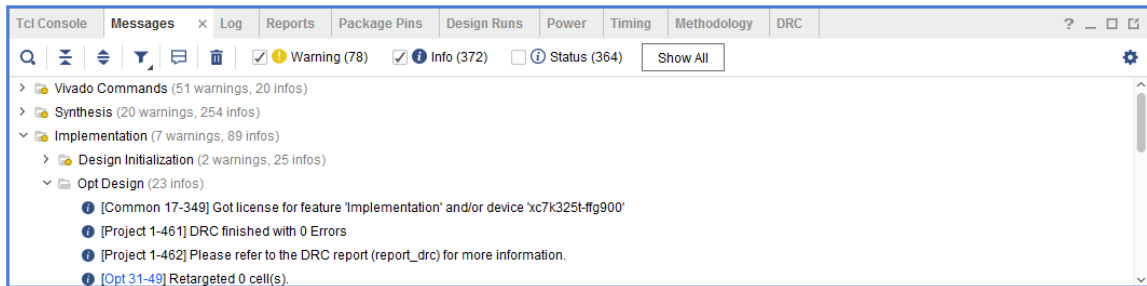 Tcl Console Messages × Log Reports Package Pins Design Runs Power Timing Methodology DRC ? _
Warning (78) Info (372) Status (364) Show All
Vivado Commands (51 warnings, 20 infos)
Synthesis (20 warnings, 254 infos)
Implementation (7 warnings, 89 infos)
Design Initialization (2 warnings, 25 infos)
Opt Design (23 infos)
[Common 17-349] Got license for feature 'Implementation' and/or device 'xc7k325t-ffg900'
[Project 1-461] DRC finished with 0 Errors
[Project 1-462] Please refer to the DRC report (report_drc) for more information.
[Opt 31-49] Retargeted 0 cell(s).